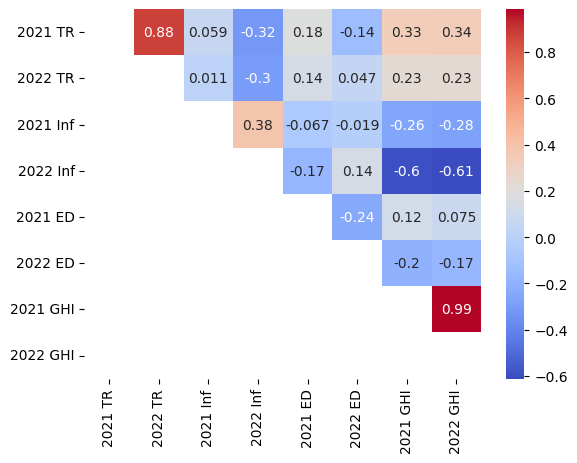 2021 TR 0.88 0.059 -0.32 0.18 -0.14 0.33 0.34
2022 TR 0.011 -0.3 0.14 0.047 0.23 0.23
2021 Inf 0.38 -0.067 -0.019 -0.26 -0.28
2022 Inf -0.17 0.14 -0.6 -0.61
2021 ED -0.24 0.12 0.075
2022 ED -0.2 -0.17
2021 GHI 0.99
2022 GHI
2021 TR
2022 TR
2021 Inf
2022 Inf
2021 ED
2022 ED
2021 GHI
2022 GHI
0.8
0.6
0.4
0.2
0.0
-0.2
-0.4
-0.6